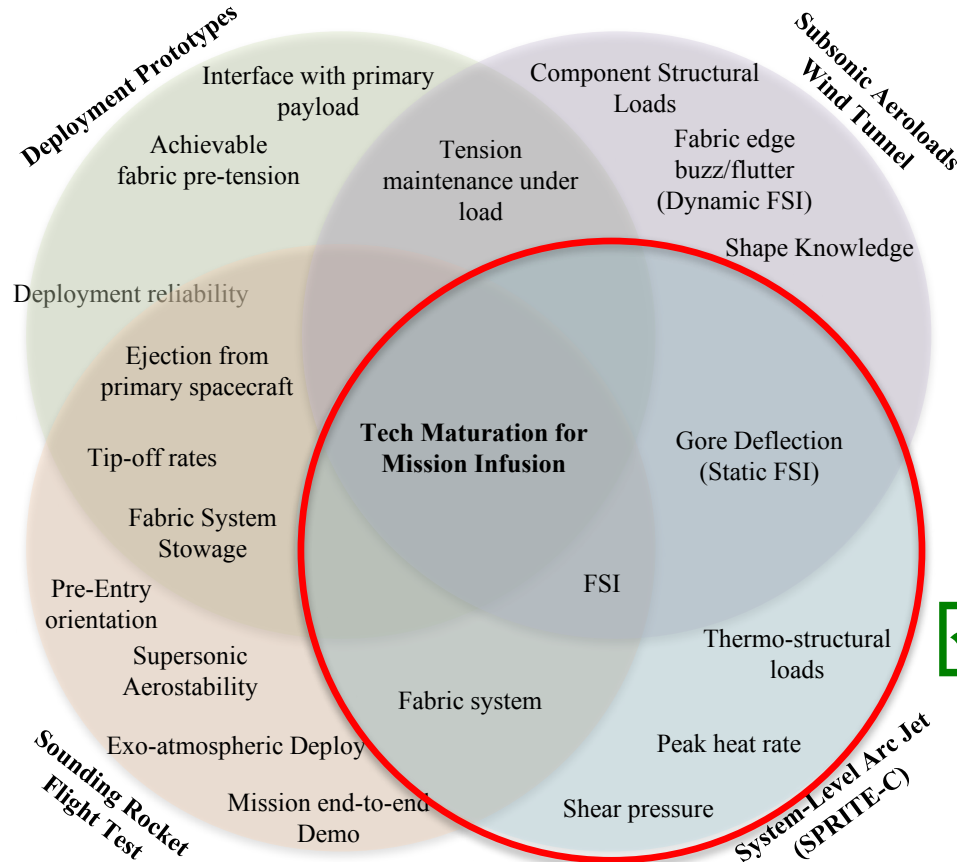 Deployment Prototypes
Interface with primary
payload
Achievable
fabric pre-tension
Tension
maintenance under
load
Component Structural
Loads
Fabric edge
buzz/flutter
(Dynamic FSI)
Shape Knowledge
Subsonic Aeroloads
Wind Tunnel
Deployment reliability
Ejection from
primary spacecraft
Tip-off rates
Fabric System
Stowage
Tech Maturation for
Mission Infusion
Gore Deflection
(Static FSI)
FSI
Pre-Entry
orientation
Supersonic
Aerostability
Exo-atmospheric Deploy
Mission end-to-end
Demo
Fabric system
Thermo-structural
loads
Peak heat rate
Shear pressure
Sounding Rocket
Flight Test
System-Level Arc Jet
(SPRITE-C)